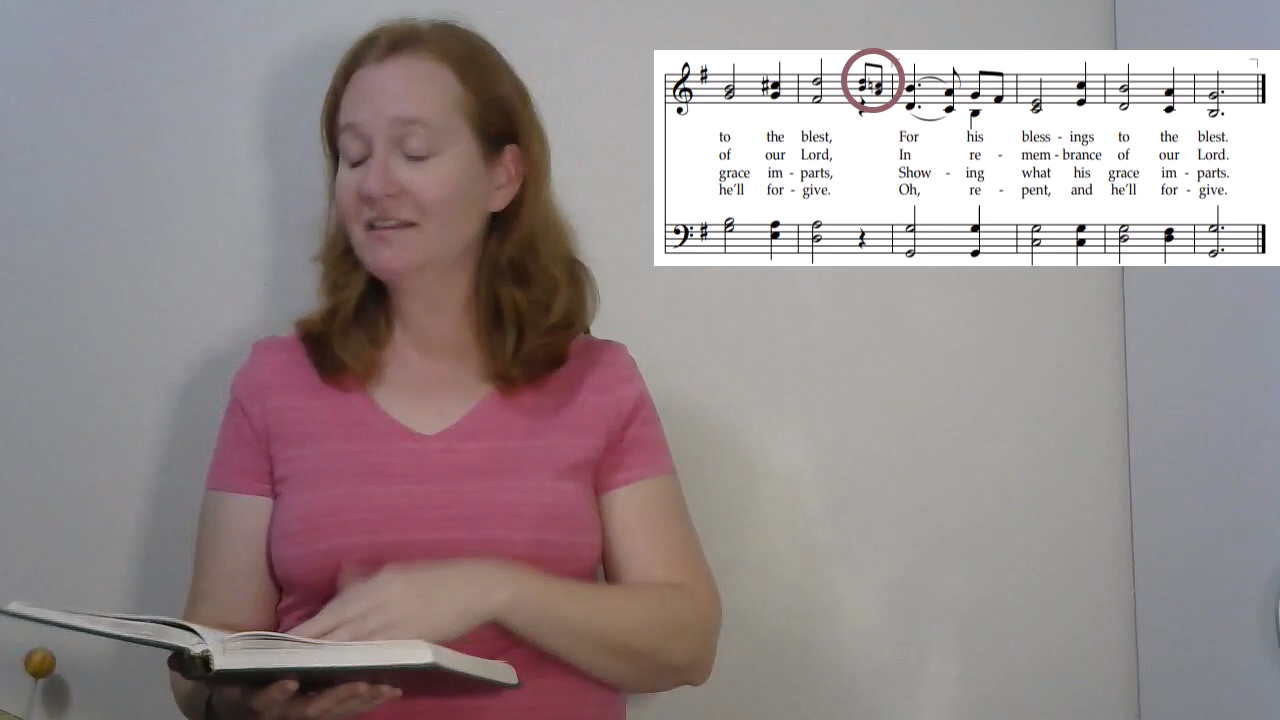 to the blest, For his bless - ings to the blest.
of our Lord, In re - mem - brance of our Lord.
grace im - parts, Show - ing what his grace im - parts.
he'll for - give. Oh, re - pent, and he'll for - give.